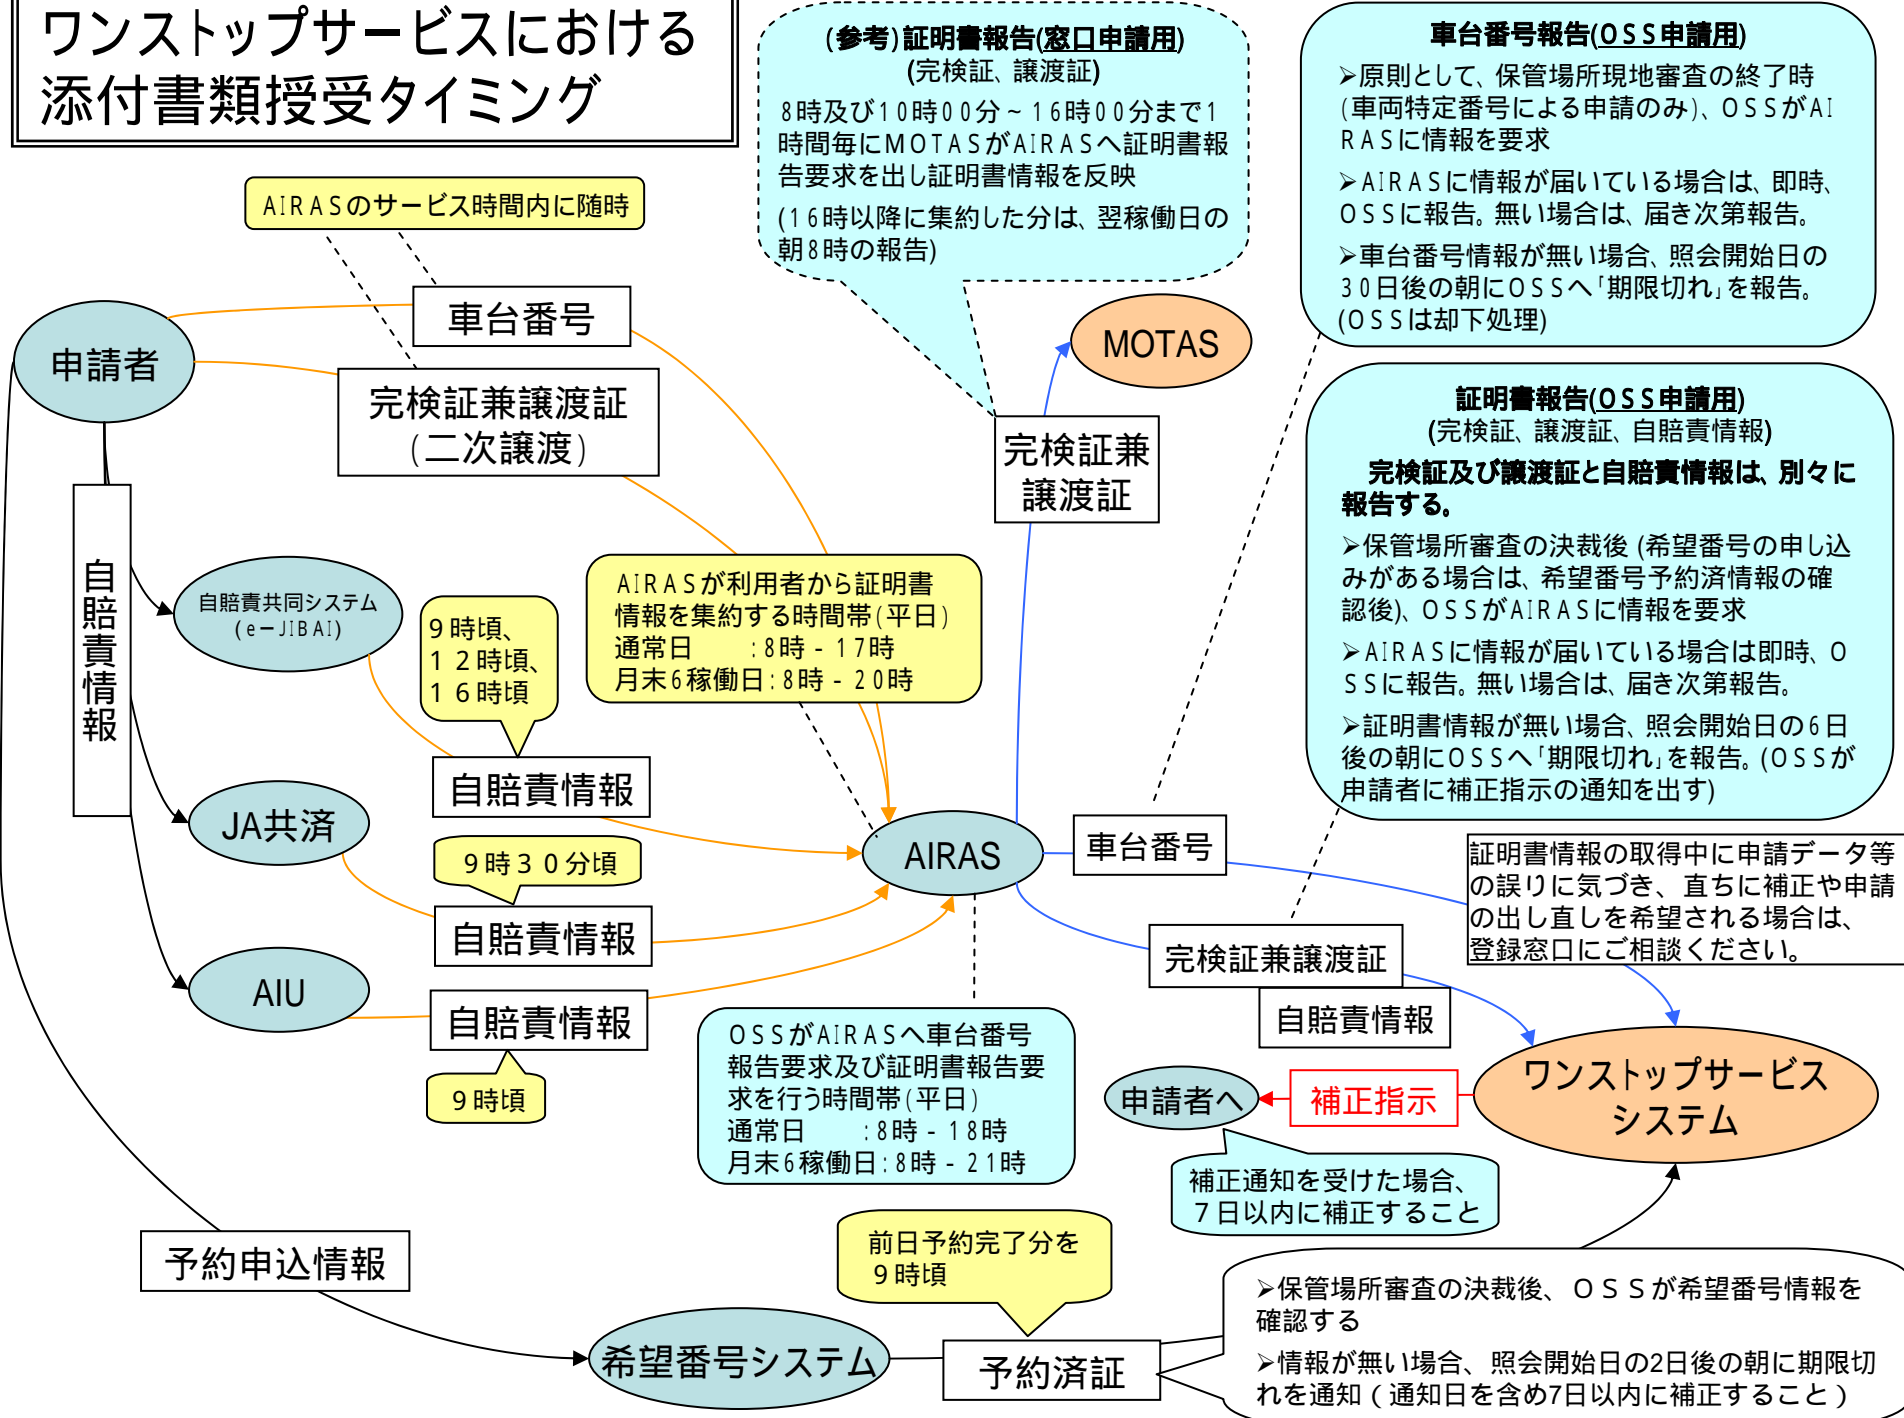 ワンストップサービスにおける
添付書類授受タイミング
(参考)証明書報告(窓口申請用)
(完検証、譲渡証)
8時及び10時00分~16時00分まで1
時間毎にMOTASがAIRASへ証明書報
告要求を出し証明書情報を反映
(16時以降に集約した分は、翌稼働日の
朝8時の報告)
車台番号報告(OSS申請用)
➢原則として、保管場所現地審査の終了時
(車両特定番号による申請のみ)、OSSがAI
RASに情報を要求
➢AIRASに情報が届いている場合は、即時、
OSSに報告。無い場合は、届き次第報告。
➢車台番号情報が無い場合、照会開始日の
30日後の朝にOSSへ「期限切れ」を報告。
(OSSは却下処理)
AIRASのサービス時間内に随時
車台番号
申請者
MOTAS
完検証兼譲渡証
(二次譲渡)
完検証兼
譲渡証
証明書報告(OSS申請用)
(完検証、譲渡証、自賠責情報)
完検証及び譲渡証と自賠責情報は、別々に
報告する。
➢保管場所審査の決裁後 (希望番号の申し込
みがある場合は、希望番号予約済情報の確
認後)、OSSがAIRASに情報を要求
➢AIRASに情報が届いている場合は即時、O
SSに報告。無い場合は、届き次第報告。
➢証明書情報が無い場合、照会開始日の6日
後の朝にOSSへ「期限切れ」を報告。(OSSが
申請者に補正指示の通知を出す)
自賠責情報
自賠責共同システム
(eーJIBAI)
9時頃、
12時頃、
16時頃
AIRASが利用者から証明書
情報を集約する時間帯(平日)
通常日 :8時-17時
月末6稼働日:8時-20時
自賠責情報
JA共済
9時30分頃
AIRAS
車台番号
証明書情報の取得中に申請データ等
の誤りに気づき、直ちに補正や申請
の出し直しを希望される場合は、
登録窓口にご相談ください。
自賠責情報
完検証兼譲渡証
AIU
自賠責情報
自賠責情報
9時頃
OSSがAIRASへ車台番号
報告要求及び証明書報告要
求を行う時間帯(平日)
通常日 :8時-18時
月末6稼働日:8時-21時
申請者へ
補正指示
ワンストップサービス
システム
補正通知を受けた場合、
7日以内に補正すること
予約申込情報
前日予約完了分を
9時頃
希望番号システム
予約済証
➢保管場所審査の決裁後、OSSが希望番号情報を
確認する
➢情報が無い場合、照会開始日の2日後の朝に期限切
れを通知(通知日を含め7日以内に補正すること)